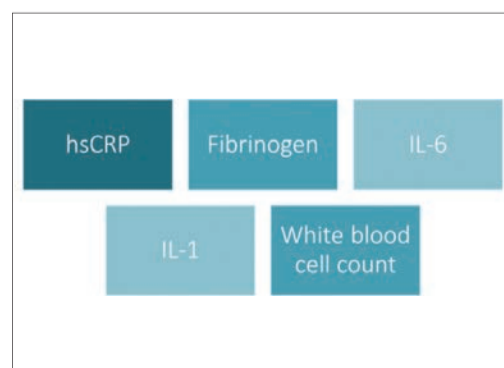 hsCRP
Fibrinogen
IL-6
IL-1
White blood
cell count